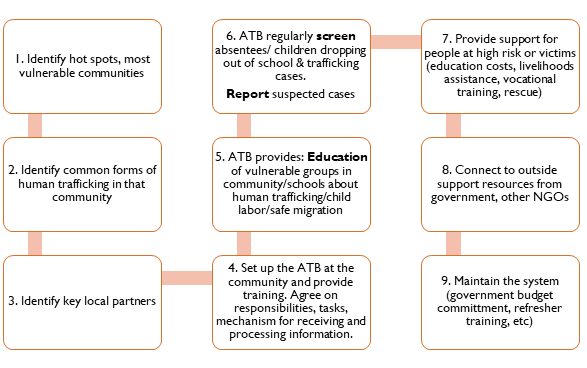 1. Identify hot spots, most
vulnerable communities
2. Identify common forms of
human trafficking in that
community
3. Identify key local partners
4. Set up the ATB at the
community and provide
training. Agree on
responsibilities, tasks,
mechanism for receiving and
processing information.
5. ATB provides: Education
of vulnerable groups in
community/schools about
human trafficking/child
labor/safe migration
6. ATB regularly screen
absentees/ children dropping
out of school & trafficking
cases.
Report suspected cases
7. Provide support for
people at high risk or victims
(education costs, livelihoods
assistance, vocational
training, rescue)
8. Connect to outside
support resources from
government, other NGOs
9. Maintain the system
(government budget
committment, refresher
training, etc)